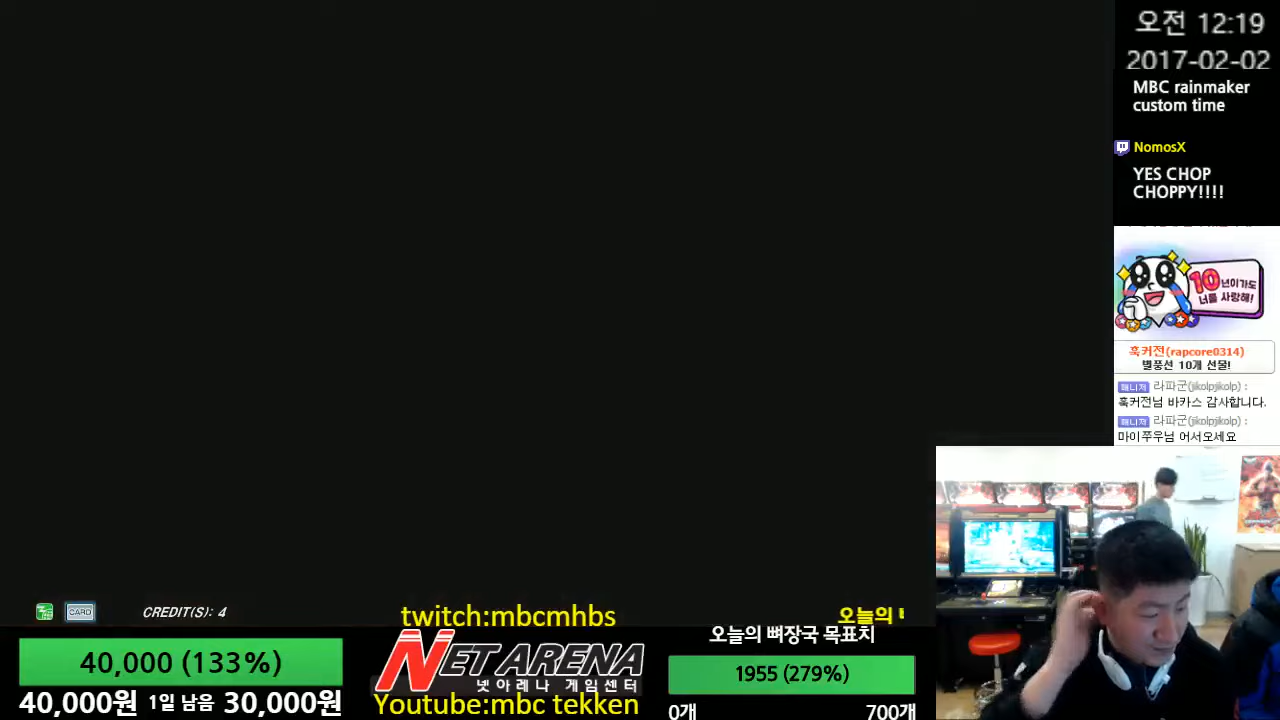 오전 12:19
2017-02-02
MBC rainmaker
custom time
NomosX
YES CHOP
CHOPPY!!!!
10년이가도
너를 사랑해!
훅커전(rapcore0314)
별풍선 10개 선물!
매니저 라파군(jikolpjikolp) :
훅커전님 바카스 감사합니다.
매니저 라파군(jikolpjikolp) :
마이쭈우님 어서오세요
CARD
CREDIT(S): 4
twitch:mbcmhbs
오늘의
오늘의 뼈장국 목표치
40,000 (133%)
NET ARENA
넷아레나 게임센터
1955 (279%)
40,000원 1일 남음 30,000원
Youtube:mbc tekken
0개 700개